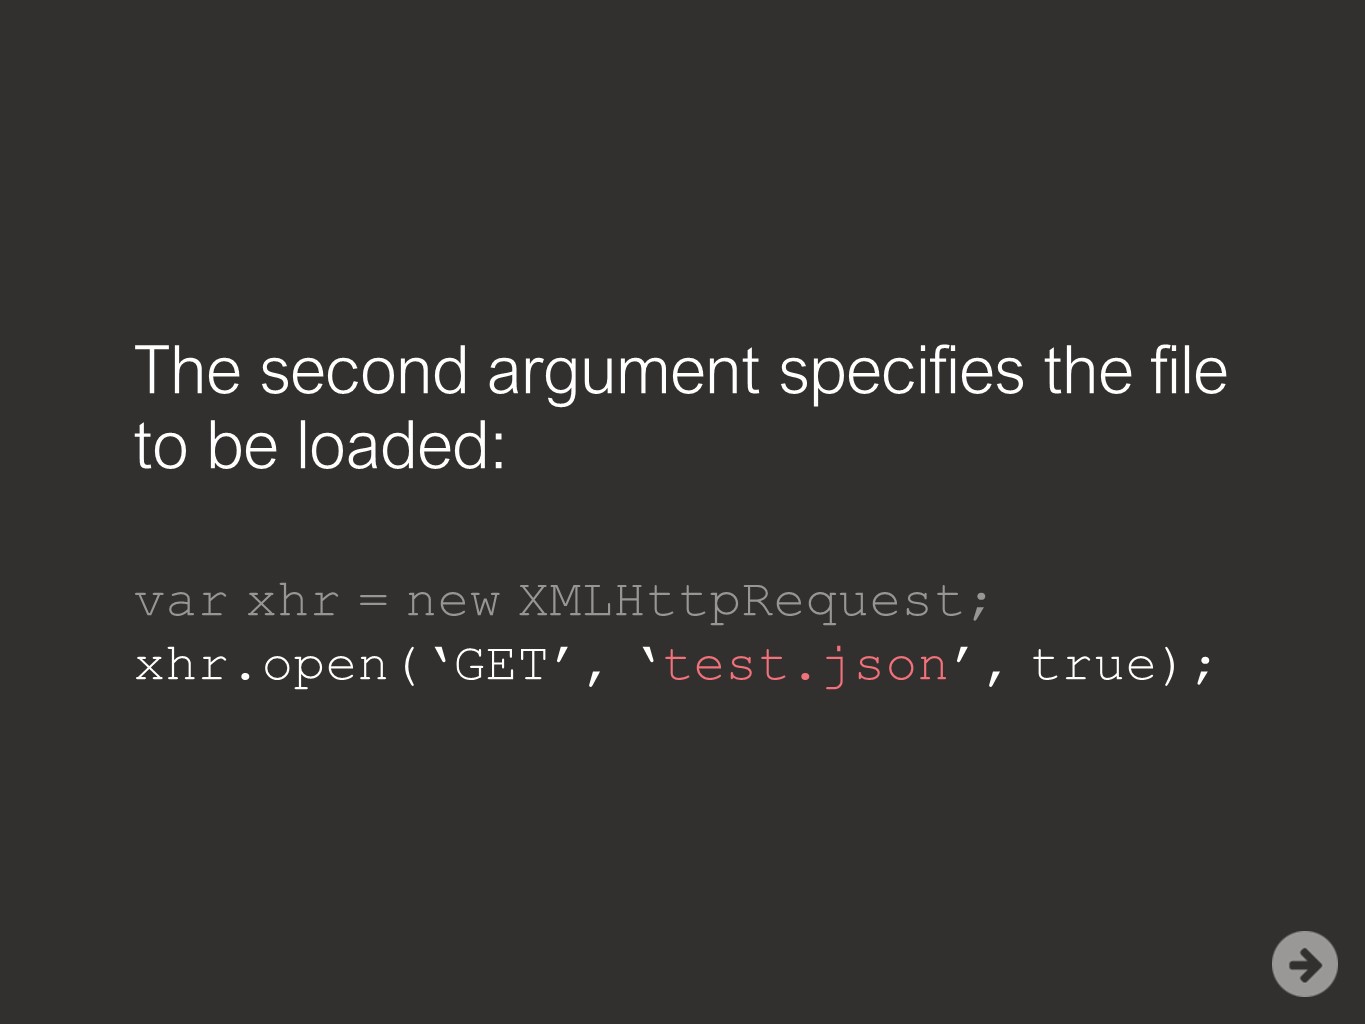 The second argument specifies the file
to be loaded:
var xhr = new XMLHttpRequest;
xhr.open(‘GET’, ‘test.json’, true);